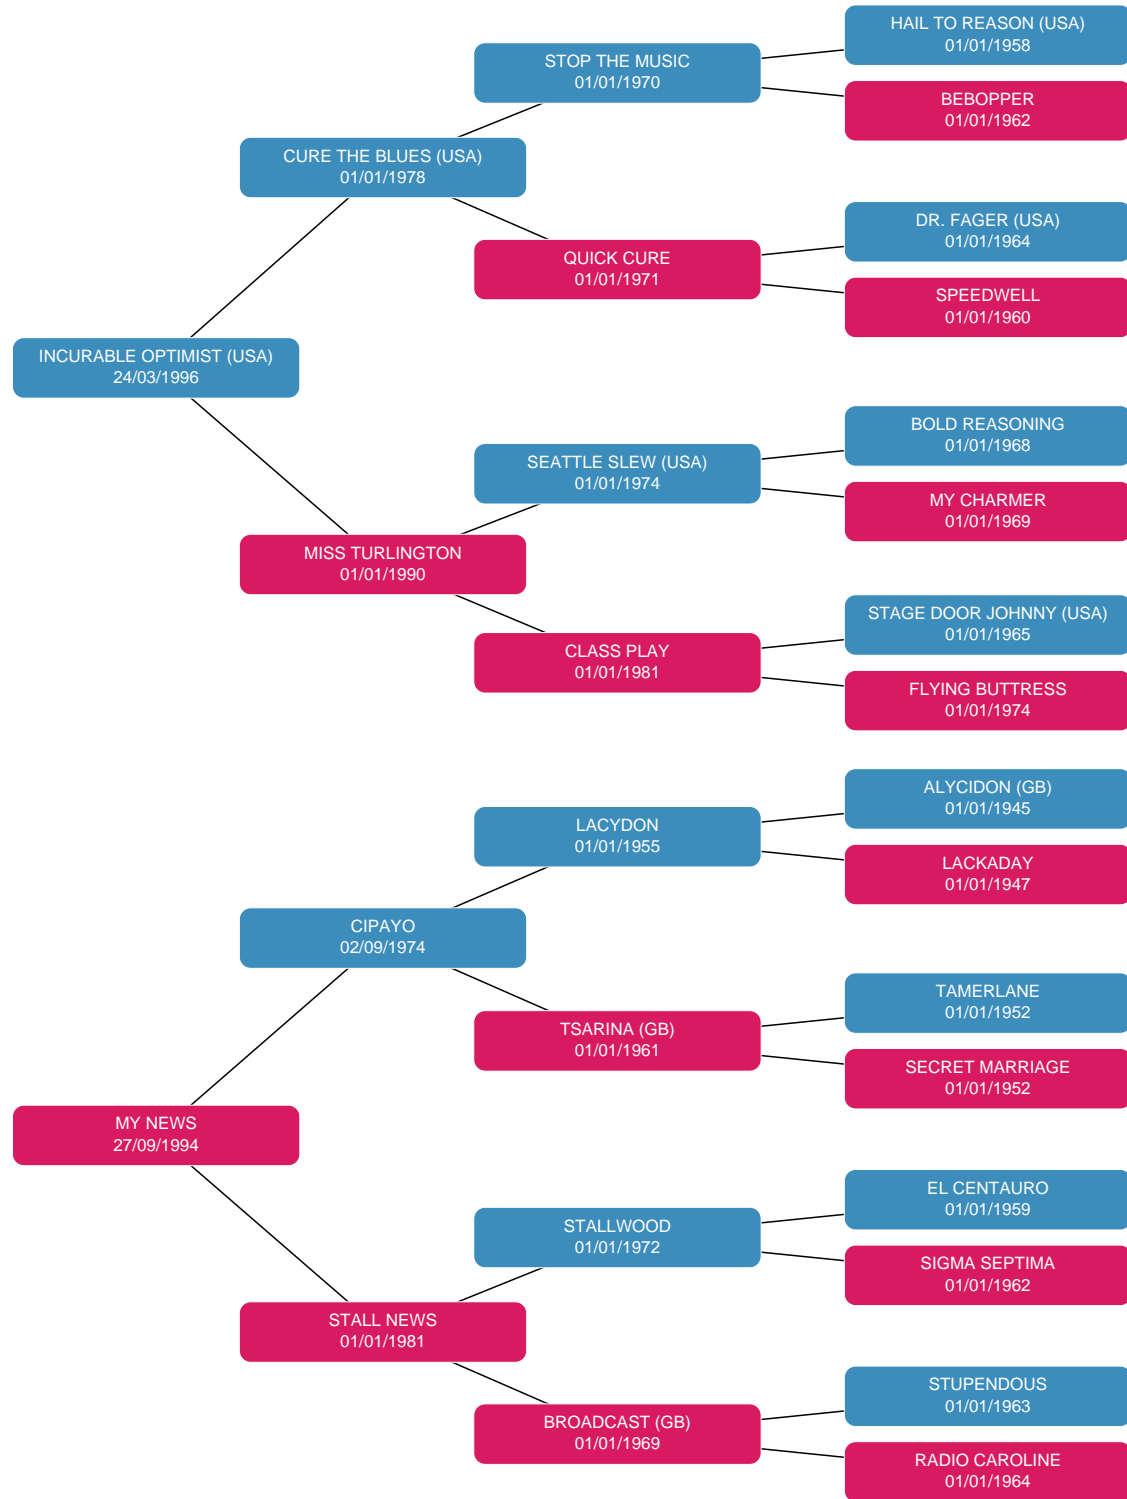 HAIL TO REASON (USA)
01/01/1958
STOP THE MUSIC
01/01/1970
BEBOPPER
01/01/1962
CURE THE BLUES (USA)
01/01/1978
DR. FAGER (USA)
01/01/1964
QUICK CURE
01/01/1971
SPEEDWELL
01/01/1960
INCURABLE OPTIMIST (USA)
24/03/1996
BOLD REASONING
01/01/1968
SEATTLE SLEW (USA)
01/01/1974
MY CHARMER
01/01/1969
MISS TURLINGTON
01/01/1990
STAGE DOOR JOHNNY (USA)
01/01/1965
CLASS PLAY
01/01/1981
FLYING BUTTRESS
01/01/1974
ALYCIDON (GB)
01/01/1945
LACYDON
01/01/1955
LACKADAY
01/01/1947
CIPAYO
02/09/1974
TAMERLANE
01/01/1952
TSARINA (GB)
01/01/1961
SECRET MARRIAGE
01/01/1952
MY NEWS
27/09/1994
EL CENTAURO
01/01/1959
STALLWOOD
01/01/1972
SIGMA SEPTIMA
01/01/1962
STALL NEWS
01/01/1981
STUPENDOUS
01/01/1963
BROADCAST (GB)
01/01/1969
RADIO CAROLINE
01/01/1964